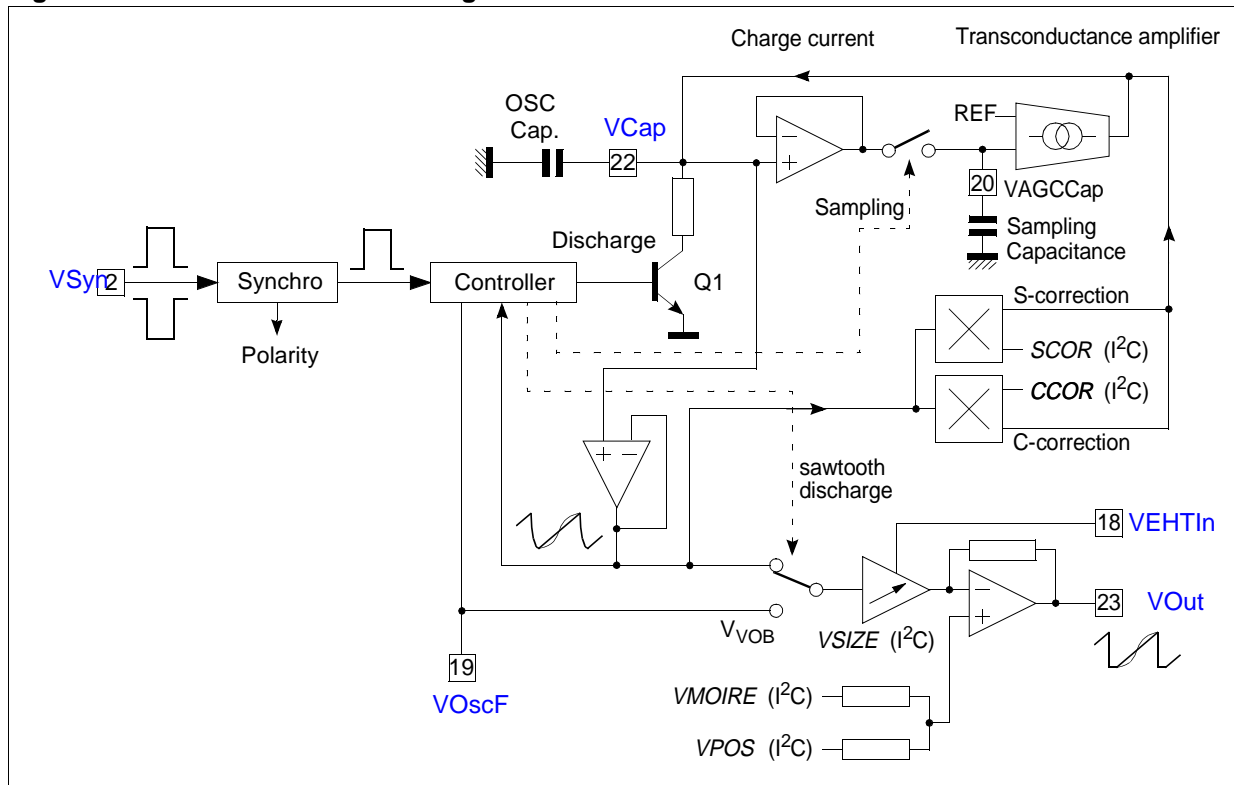 Charge current
Transconductance amplifier
OSC
Cap.
VCap
22
REF
20
VAGCCap
Sampling
Sampling
Capacitance
Discharge
VSyn
2
Synchro
Controller
Q1
Polarity
S-correction
SCOR (I²C)
CCOR (I²C)
C-correction
sawtooth
discharge
18
VEHTIn
23
VOut
V_VOB
VSIZE (I²C)
19
VOscF
VMOIRE (I²C)
VPOS (I²C)